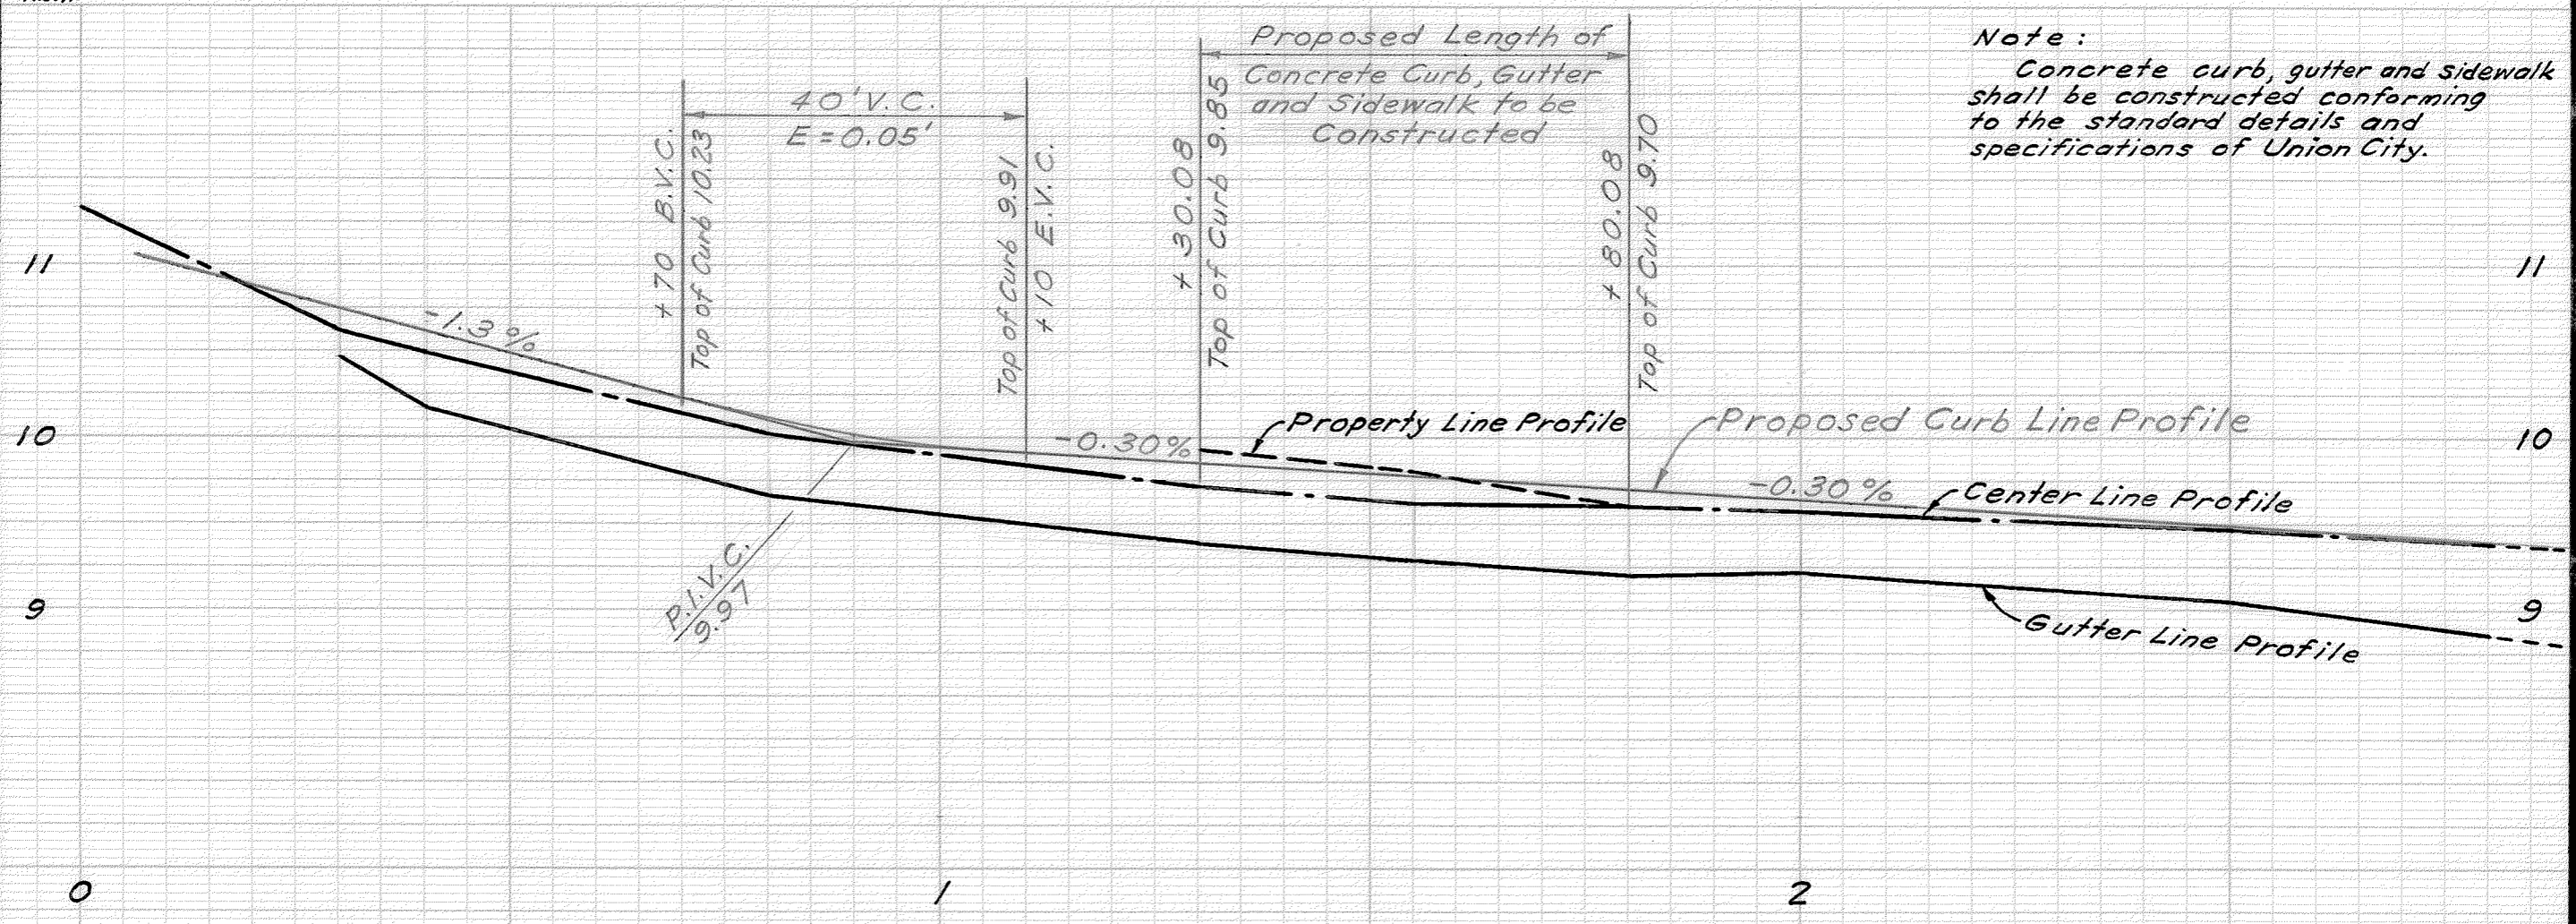 Proposed Length of
Concrete Curb, Gutter
and Sidewalk to be
Constructed
Note:
Concrete curb, gutter and sidewalk
shall be constructed conforming
to the standard details and
specifications of Union City.
40' V.C.
E = 0.05'
+70 B.V.C.
Top of Curb 10.23
Top of Curb 9.91
+10 E.V.C.
+30.08
Top of Curb 9.85
+80.08
Top of Curb 9.70
11
11
-1.3%
10
-0.30%
Property Line Profile
Proposed Curb Line Profile
10
-0.30%
Center Line Profile
P.I.V.C.
9.97
9
9
Gutter Line Profile
0
1
2